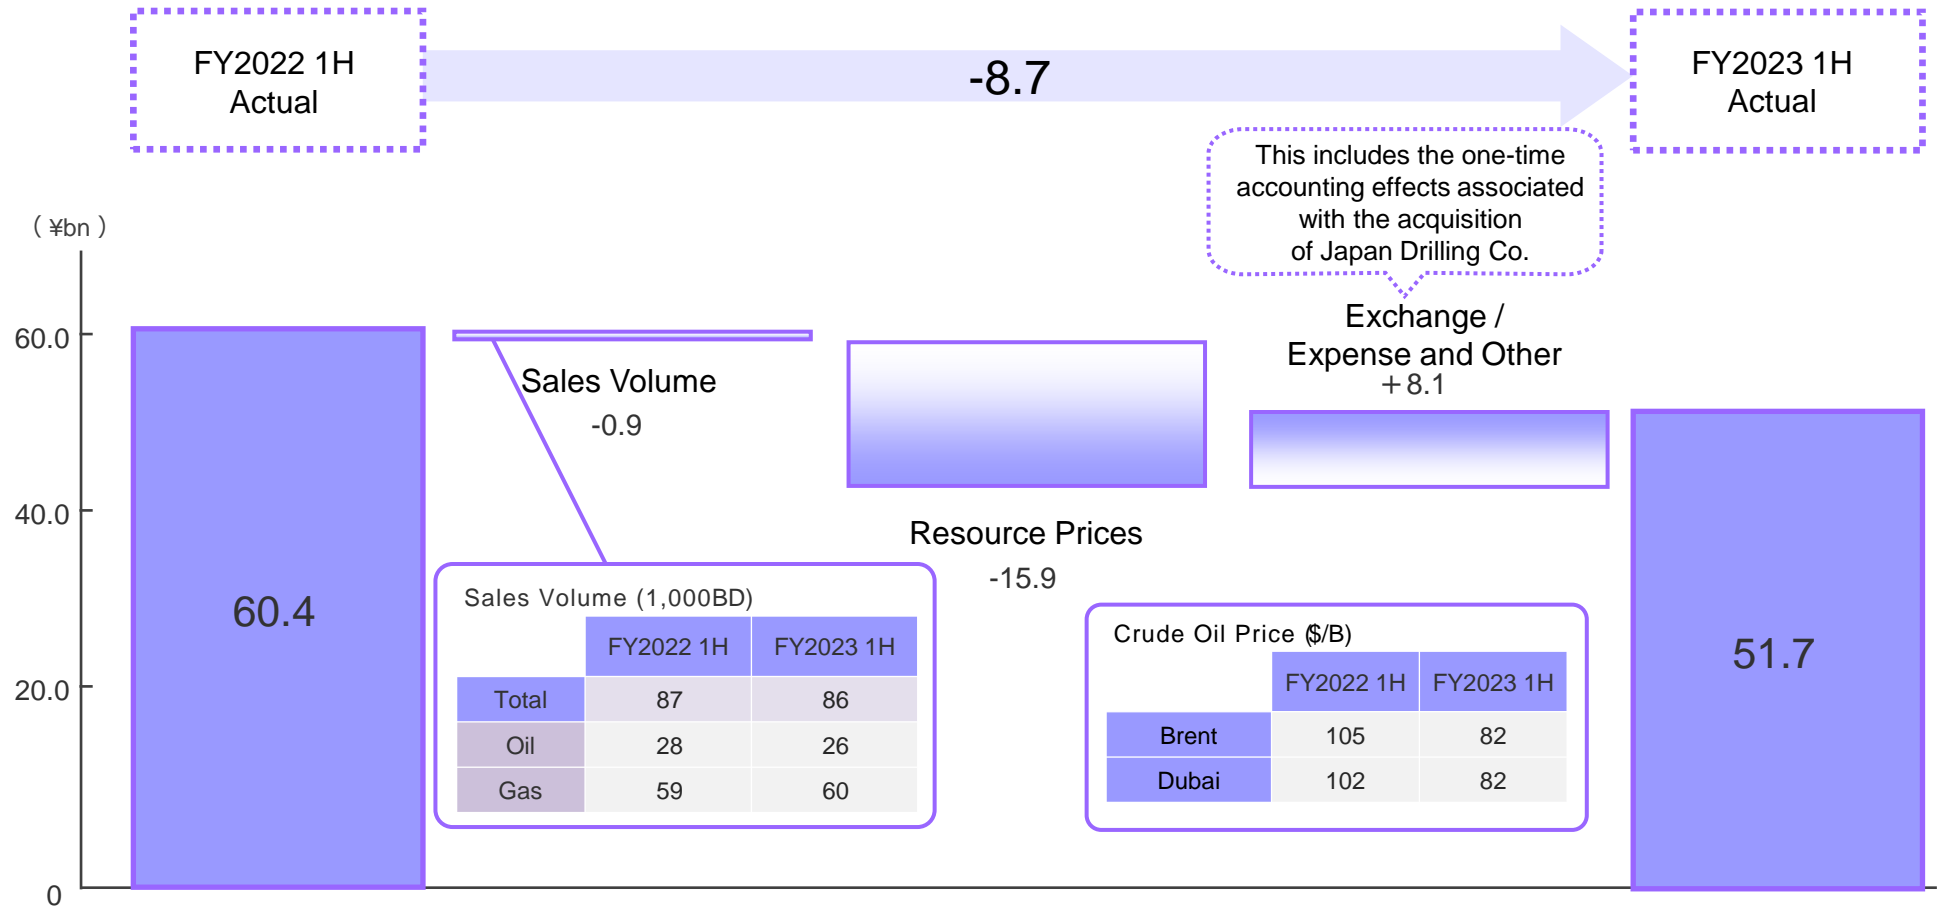 FY2022 1H
Actual
-8.7
FY2023 1H
Actual
This includes the one-time
accounting effects associated
with the acquisition
of Japan Drilling Co.
（¥bn）
60.0
40.0
20.0
0
60.4
Sales Volume
-0.9
Resource Prices
-15.9
Exchange /
Expense and Other
＋8.1
51.7
Sales Volume (1,000BD)
FY2022 1H FY2023 1H
Total 87 86
Oil 28 26
Gas 59 60
Crude Oil Price ($/B)
FY2022 1H FY2023 1H
Brent 105 82
Dubai 102 82